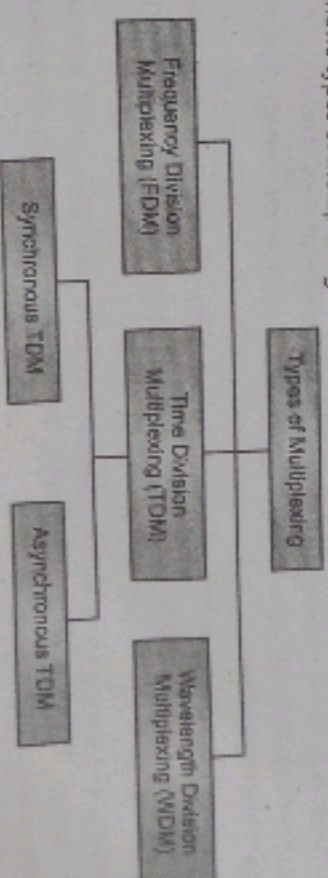 Types of Multiplexing
Frequency Division
Multiplexing (FDM)
Time Division
Multiplexing (TDM)
Wavelength Division
Multiplexing (WDM)
Synchronous TDM
Asynchronous TDM